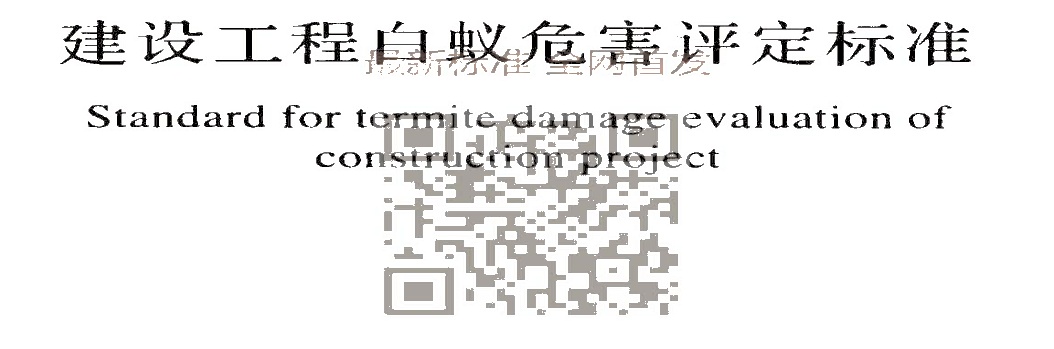 建设工程白蚁危害评定标准
最新标准 全网首发
Standard for termite damage evaluation of
construction project